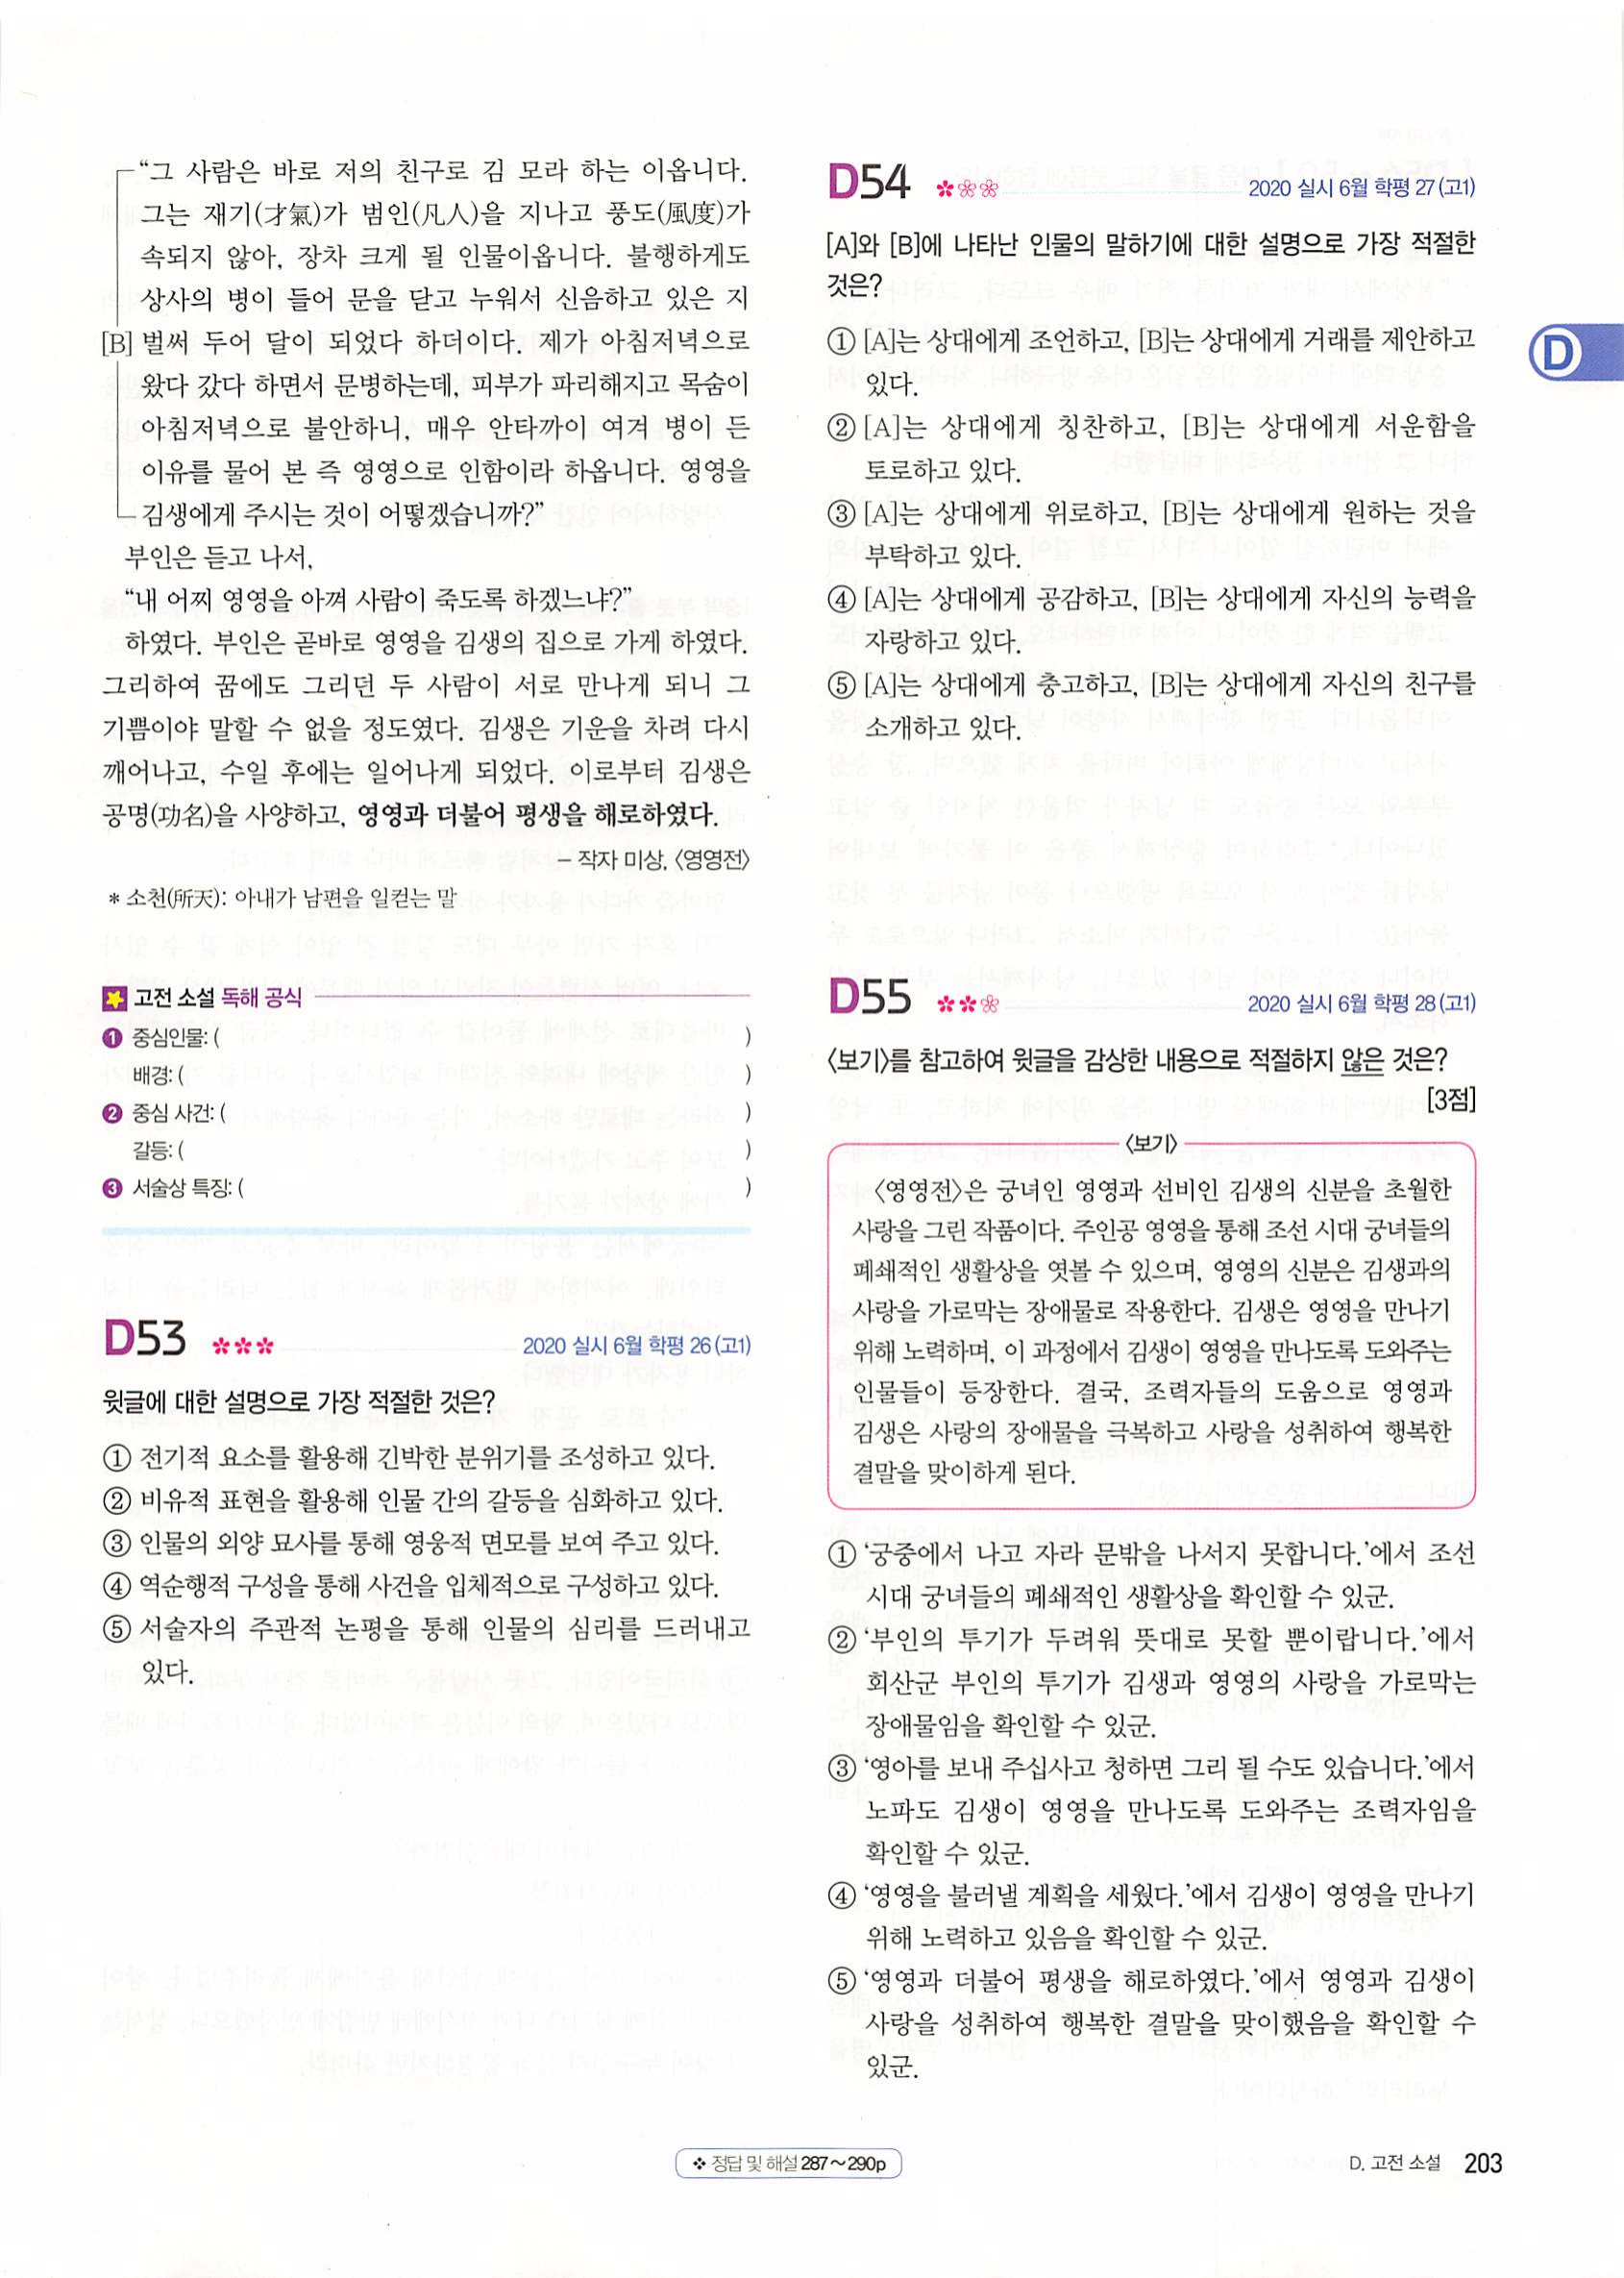 “그 사람은 바로 저의 친구로 김 모라 하는 이옵니다.
그는 재기(才氣)가 범인(凡人)을 지나고 풍도(風度)가
속되지 않아, 장차 크게 될 인물이옵니다. 불행하게도
상사의 병이 들어 문을 닫고 누워서 신음하고 있은 지
[B] 벌써 두어 달이 되었다 하더이다. 제가 아침저녁으로
왔다 갔다 하면서 문병하는데, 피부가 파리해지고 목숨이
아침저녁으로 불안하니, 매우 안타까이 여겨 병이 든
이유를 물어 본 즉 영영으로 인함이라 하옵니다. 영영을
김생에게 주시는 것이 어떻겠습니까?”
부인은 듣고 나서,
“내 어찌 영영을 아껴 사람이 죽도록 하겠느냐?”
하였다. 부인은 곧바로 영영을 김생의 집으로 가게 하였다.
그리하여 꿈에도 그리던 두 사람이 서로 만나게 되니 그
기쁨이야 말할 수 없을 정도였다. 김생은 기운을 차려 다시
깨어나고, 수일 후에는 일어나게 되었다. 이로부터 김생은
공명(功名)을 사양하고, 영영과 더불어 평생을 해로하였다.
– 작자 미상, 〈영영전〉
* 소천(所天): 아내가 남편을 일컫는 말
고전 소설 독해 공식
❶ 중심인물: ( )
배경: ( )
❷ 중심 사건: ( )
갈등: ( )
❸ 서술상 특징: ( )
D53 2020 실시 6월 학평 26(고1)
윗글에 대한 설명으로 가장 적절한 것은?
① 전기적 요소를 활용해 긴박한 분위기를 조성하고 있다.
② 비유적 표현을 활용해 인물 간의 갈등을 심화하고 있다.
③ 인물의 외양 묘사를 통해 영웅적 면모를 보여 주고 있다.
④ 역순행적 구성을 통해 사건을 입체적으로 구성하고 있다.
⑤ 서술자의 주관적 논평을 통해 인물의 심리를 드러내고
있다.
D54 2020 실시 6월 학평 27(고1)
[A]와 [B]에 나타난 인물의 말하기에 대한 설명으로 가장 적절한
것은?
① [A]는 상대에게 조언하고, [B]는 상대에게 거래를 제안하고
있다.
② [A]는 상대에게 칭찬하고, [B]는 상대에게 서운함을
토로하고 있다.
③ [A]는 상대에게 위로하고, [B]는 상대에게 원하는 것을
부탁하고 있다.
④ [A]는 상대에게 공감하고, [B]는 상대에게 자신의 능력을
자랑하고 있다.
⑤ [A]는 상대에게 충고하고, [B]는 상대에게 자신의 친구를
소개하고 있다.
D
D55 2020 실시 6월 학평 28(고1)
〈보기〉를 참고하여 윗글을 감상한 내용으로 적절하지 않은 것은?
[3점]
〈보기〉
〈영영전〉은 궁녀인 영영과 선비인 김생의 신분을 초월한
사랑을 그린 작품이다. 주인공 영영을 통해 조선 시대 궁녀들의
폐쇄적인 생활상을 엿볼 수 있으며, 영영의 신분은 김생과의
사랑을 가로막는 장애물로 작용한다. 김생은 영영을 만나기
위해 노력하며, 이 과정에서 김생이 영영을 만나도록 도와주는
인물들이 등장한다. 결국, 조력자들의 도움으로 영영과
김생은 사랑의 장애물을 극복하고 사랑을 성취하여 행복한
결말을 맞이하게 된다.
① ‘궁중에서 나고 자라 문밖을 나서지 못합니다.’에서 조선
시대 궁녀들의 폐쇄적인 생활상을 확인할 수 있군.
② ‘부인의 투기가 두려워 뜻대로 못할 뿐이랍니다.’에서
회산군 부인의 투기가 김생과 영영의 사랑을 가로막는
장애물임을 확인할 수 있군.
③ ‘영아를 보내 주십사고 청하면 그리 될 수도 있습니다.’에서
노파도 김생이 영영을 만나도록 도와주는 조력자임을
확인할 수 있군.
④ ‘영영을 불러낼 계획을 세웠다.’에서 김생이 영영을 만나기
위해 노력하고 있음을 확인할 수 있군.
⑤ ‘영영과 더불어 평생을 해로하였다.’에서 영영과 김생이
사랑을 성취하여 행복한 결말을 맞이했음을 확인할 수
있군.
❖ 정답 및 해설 287～290p
D. 고전 소설 203